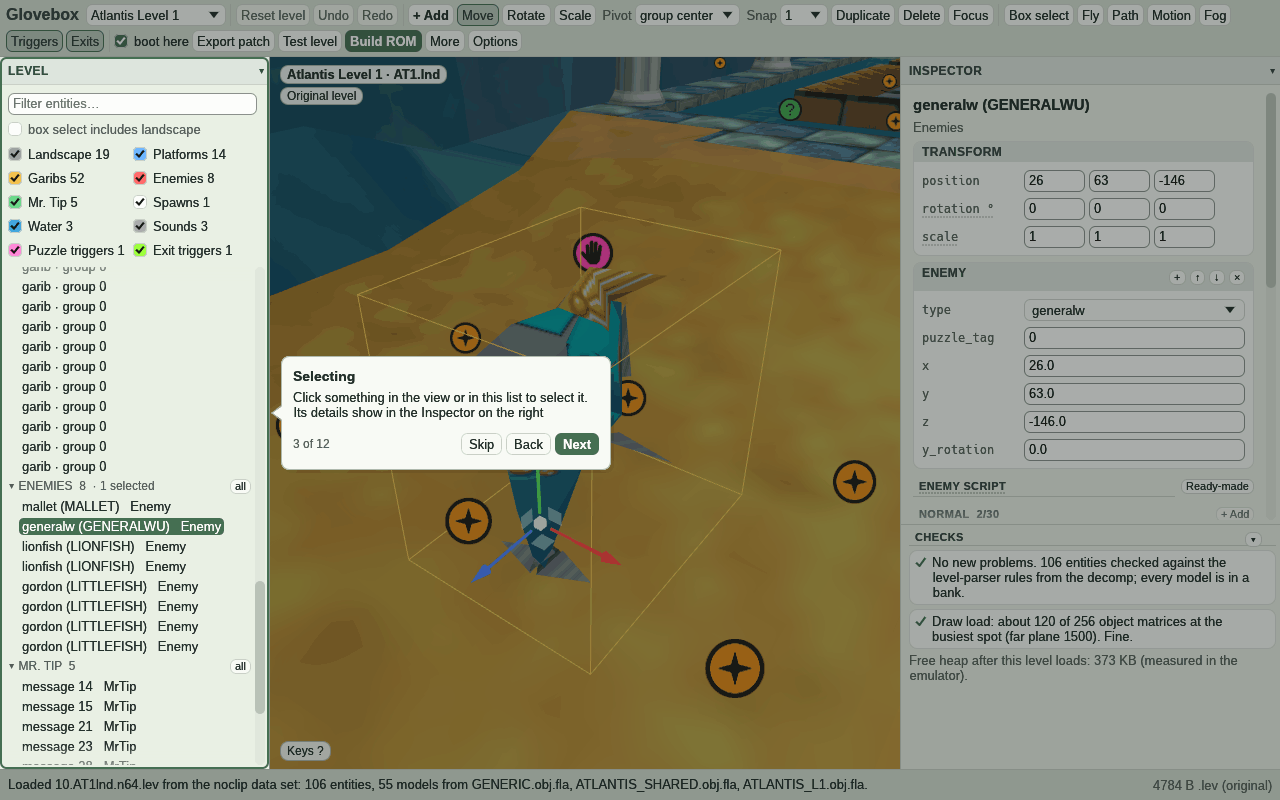 Glovebox Atlantis Level 1 Reset level Undo Redo + Add Move Rotate Scale Pivot group center Snap 1 Duplicate Delete Focus Box select Fly Path Motion Fog
Triggers Exits boot here Export patch Test level Build ROM More Options
LEVEL
Filter entities…
box select includes landscape
Landscape 19 Platforms 14
Garibs 52 Enemies 8
Mr. Tip 5 Spawns 1
Water 3 Sounds 3
Puzzle triggers 1 Exit triggers 1
garib · group 0
garib · group 0
garib · group 0
garib · group 0
garib · group 0
garib · group 0
garib · group 0
garib · group 0
garib · group 0
garib · group 0
garib · group 0
ENEMIES 8 · 1 selected all
mallet (MALLET) Enemy
generalw (GENERALWU) Enemy
lionfish (LIONFISH) Enemy
lionfish (LIONFISH) Enemy
gordon (LITTLEFISH) Enemy
gordon (LITTLEFISH) Enemy
gordon (LITTLEFISH) Enemy
gordon (LITTLEFISH) Enemy
MR. TIP 5 all
message 14 MrTip
message 15 MrTip
message 21 MrTip
message 23 MrTip
message 28 MrTip
Atlantis Level 1 · AT1.lnd
Original level
?
Selecting
Click something in the view or in this list to select it.
Its details show in the Inspector on the right
3 of 12 Skip Back Next
Keys ?
INSPECTOR
generalw (GENERALWU)
Enemies
TRANSFORM
position 26 63 -146
rotation ° 0 0 0
scale 1 1 1
ENEMY + ↑ ↓ ×
type generalw
puzzle_tag 0
x 26.0
y 63.0
z -146.0
y_rotation 0.0
ENEMY SCRIPT Ready-made
NORMAL 2/30 + Add
CHECKS
No new problems. 106 entities checked against the
level-parser rules from the decomp; every model is in a
bank.
Draw load: about 120 of 256 object matrices at the
busiest spot (far plane 1500). Fine.
Free heap after this level loads: 373 KB (measured in the
emulator).
Loaded 10.AT1lnd.n64.lev from the noclip data set: 106 entities, 55 models from GENERIC.obj.fla, ATLANTIS_SHARED.obj.fla, ATLANTIS_L1.obj.fla. 4784 B .lev (original)